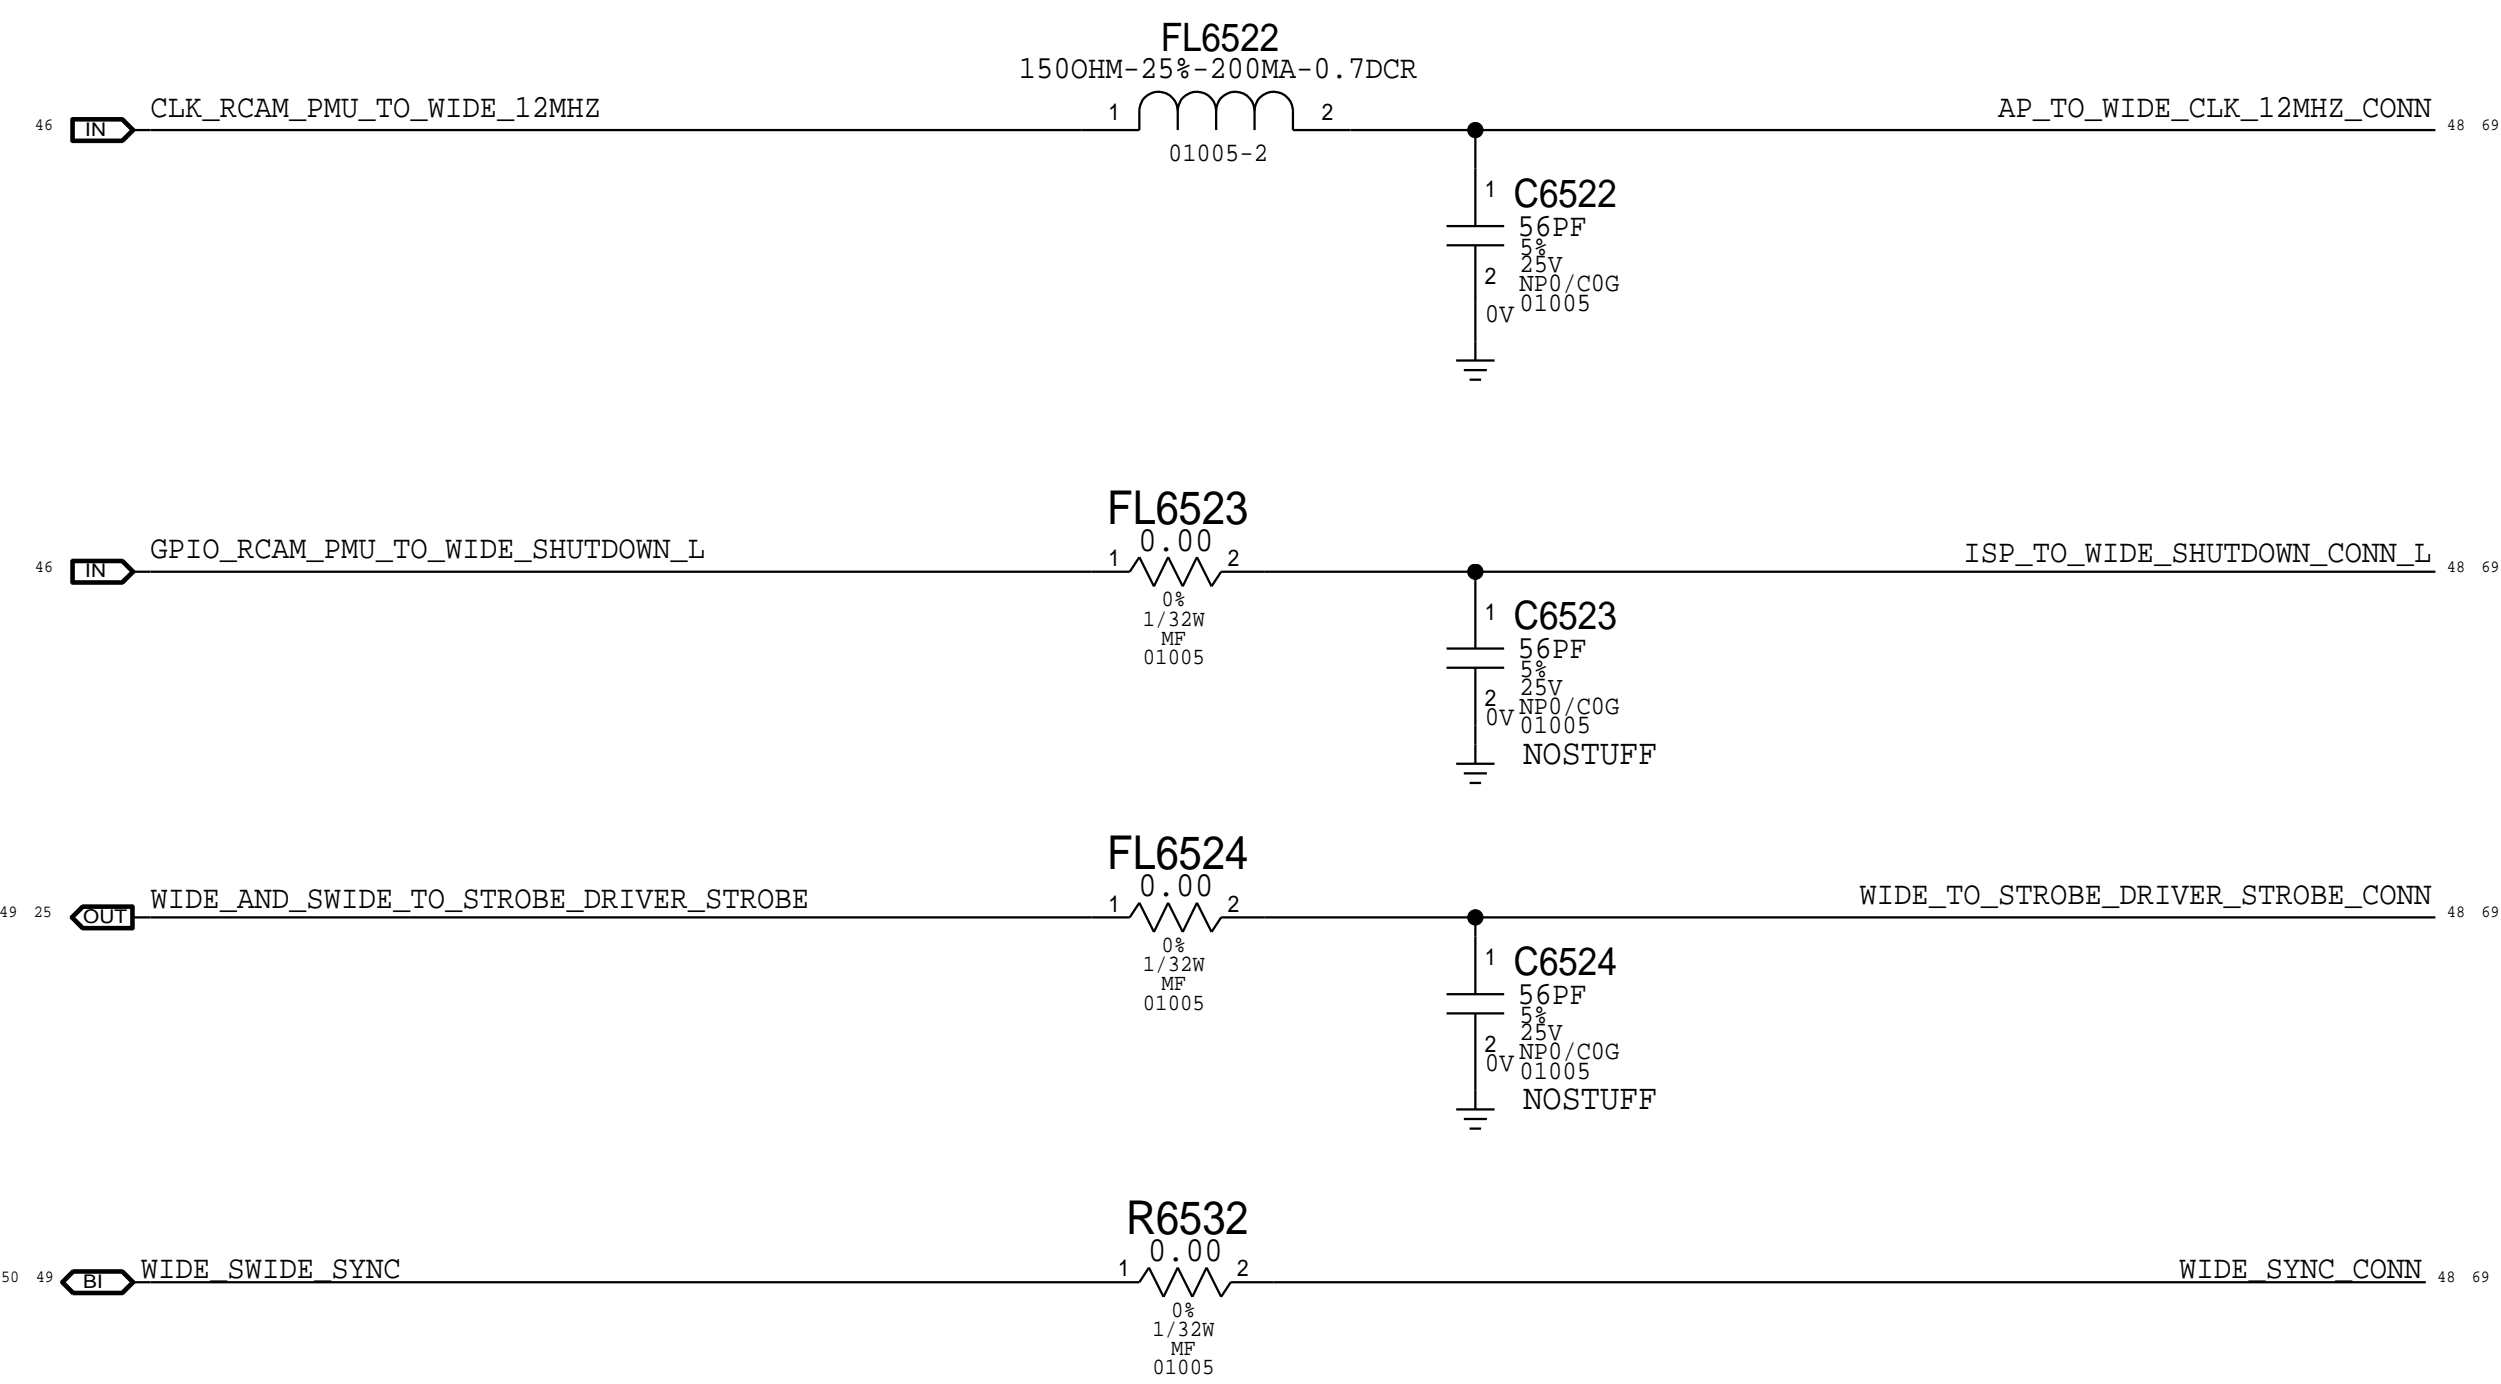 FL6522
150OHM-25%-200MA-0.7DCR
46 IN CLK_RCAM_PMU_TO_WIDE_12MHZ 1 2 AP_TO_WIDE_CLK_12MHZ_CONN 48 69
01005-2
1 C6522
56PF
5%
25V
2 NP0/C0G
01005
0V
FL6523
0.00
46 IN GPIO_RCAM_PMU_TO_WIDE_SHUTDOWN_L 1 2 ISP_TO_WIDE_SHUTDOWN_CONN_L 48 69
0%
1/32W
MF
01005
1 C6523
56PF
5%
25V
2 NP0/C0G
0V 01005
NOSTUFF
FL6524
0.00
49 25 OUT WIDE_AND_SWIDE_TO_STROBE_DRIVER_STROBE 1 2 WIDE_TO_STROBE_DRIVER_STROBE_CONN 48 69
0%
1/32W
MF
01005
1 C6524
56PF
5%
25V
2 NP0/C0G
0V 01005
NOSTUFF
R6532
0.00
50 49 BI WIDE_SWIDE_SYNC 1 2 WIDE_SYNC_CONN 48 69
0%
1/32W
MF
01005